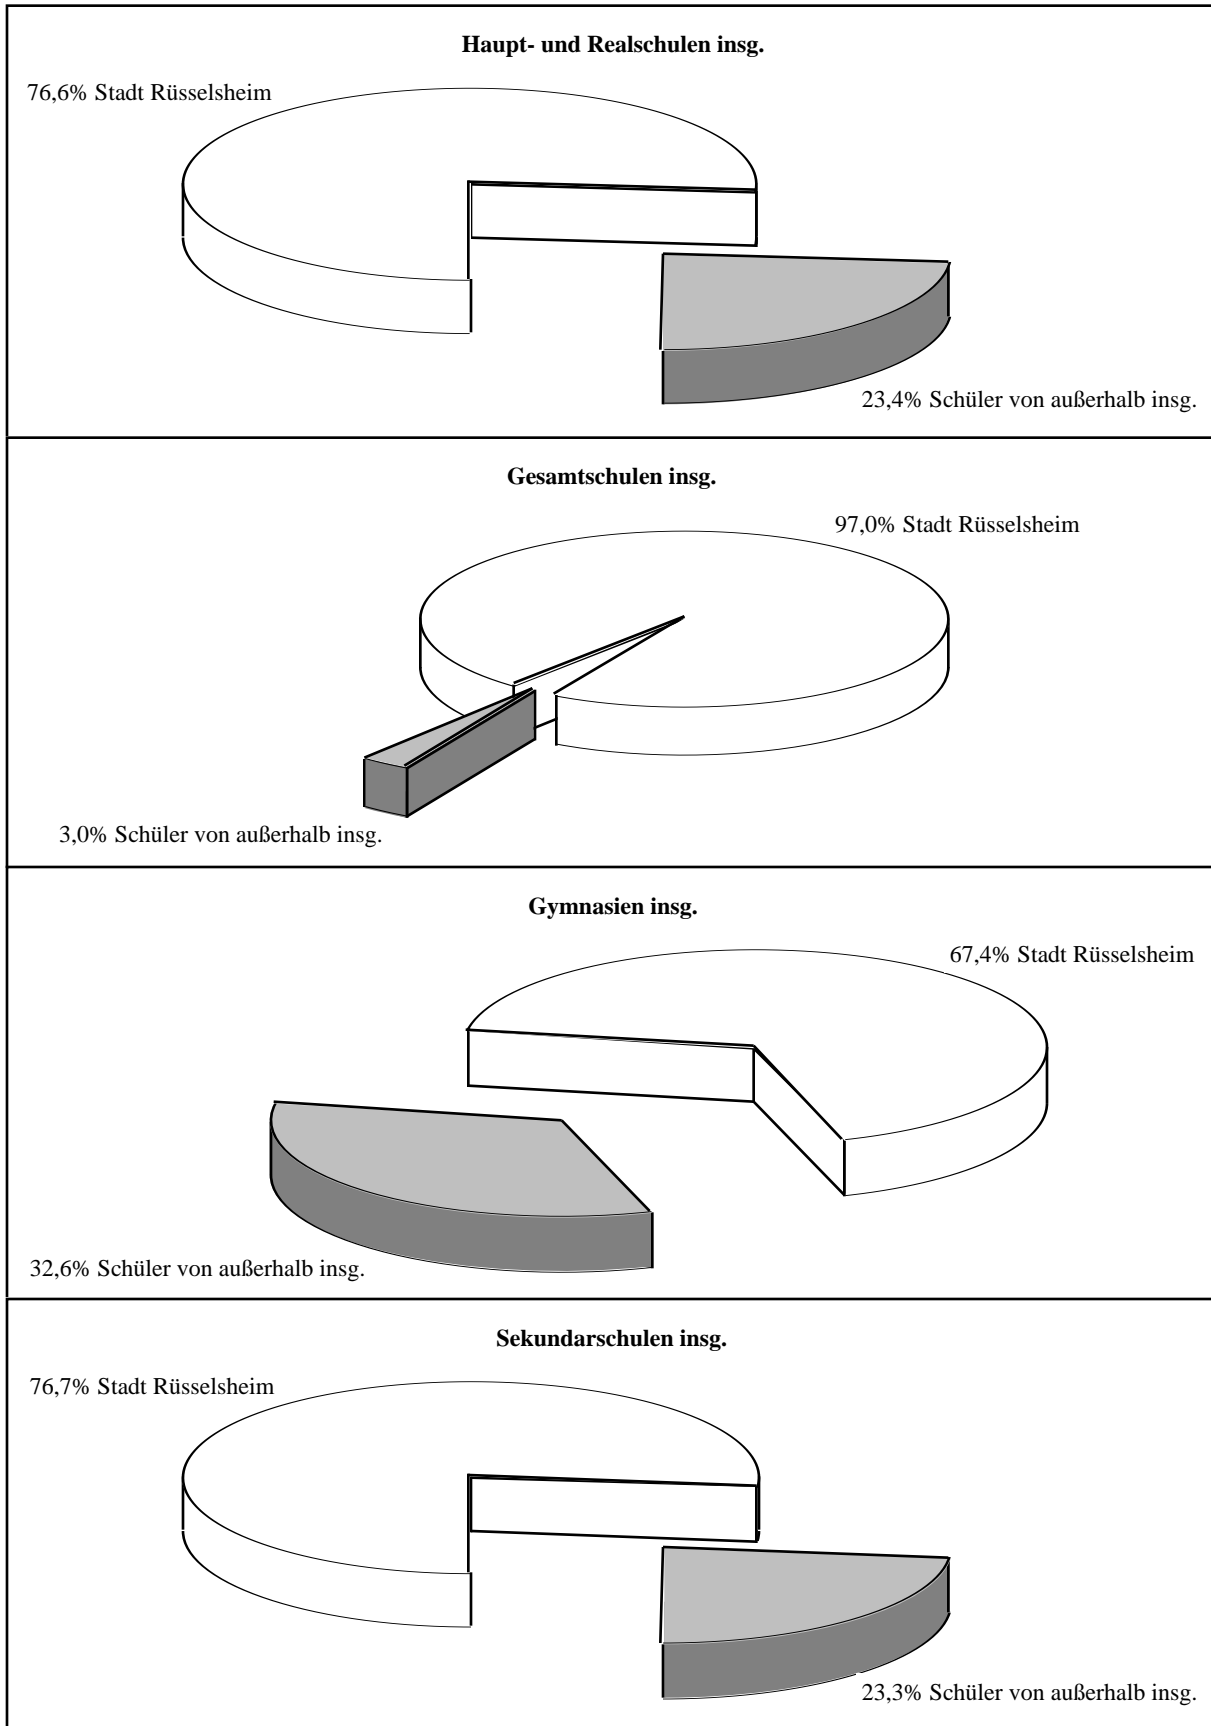 Haupt- und Realschulen insg.
76,6% Stadt Rüsselsheim
23,4% Schüler von außerhalb insg.
Gesamtschulen insg.
97,0% Stadt Rüsselsheim
3,0% Schüler von außerhalb insg.
Gymnasien insg.
67,4% Stadt Rüsselsheim
32,6% Schüler von außerhalb insg.
Sekundarschulen insg.
76,7% Stadt Rüsselsheim
23,3% Schüler von außerhalb insg.